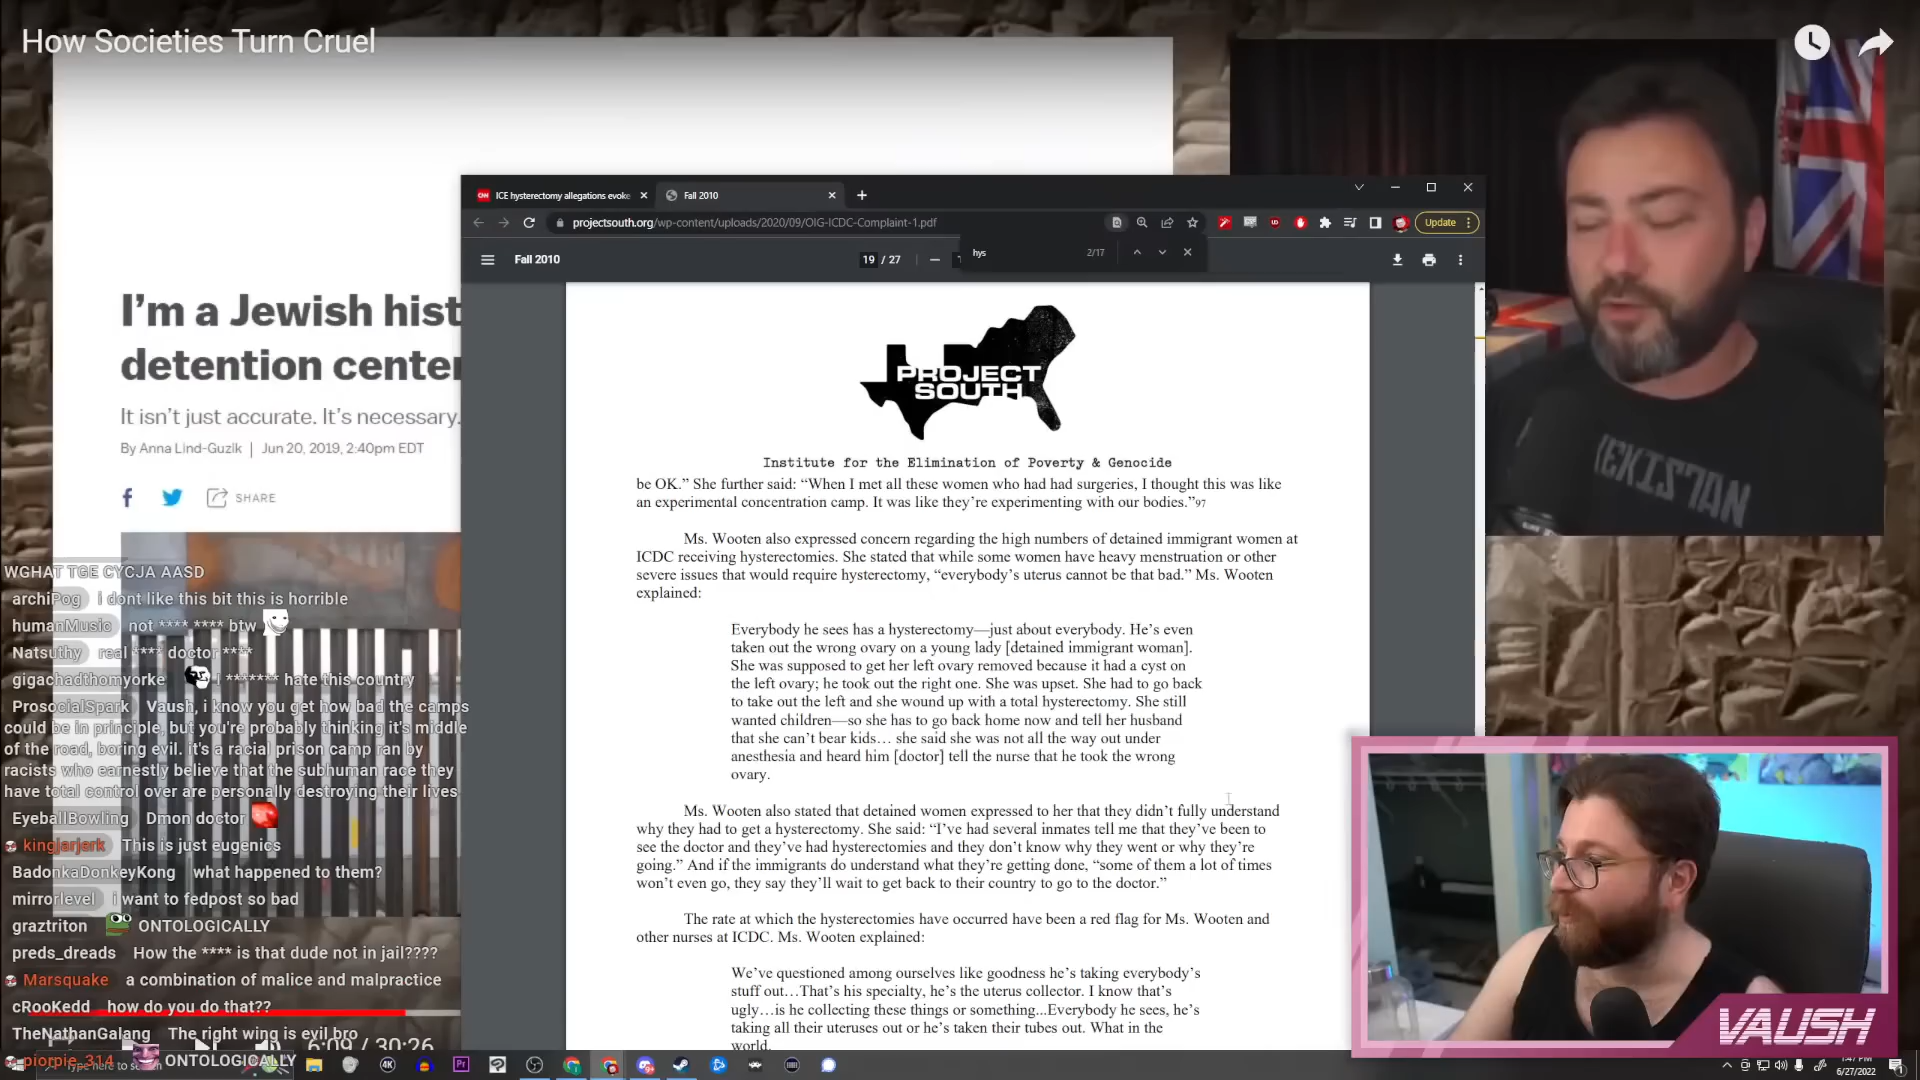 How Societies Turn Cruel
I'm a Jewish hist
detention center
It isn't just accurate. It's necessary.
By Anna Lind-Guzik | Jun 20, 2019, 2:40pm EDT
SHARE
CNN ICE hysterectomy allegations evoke
Fall 2010
projectsouth.org/wp-content/uploads/2020/09/OIG-ICDC-Complaint-1.pdf
Update
hys 2/17
Fall 2010
19 / 27
PROJECT
SOUTH
Institute for the Elimination of Poverty & Genocide
be OK.” She further said: “When I met all these women who had had surgeries, I thought this was like
an experimental concentration camp. It was like they’re experimenting with our bodies.”97
Ms. Wooten also expressed concern regarding the high numbers of detained immigrant women at
ICDC receiving hysterectomies. She stated that while some women have heavy menstruation or other
severe issues that would require hysterectomy, “everybody’s uterus cannot be that bad.” Ms. Wooten
explained:
Everybody he sees has a hysterectomy—just about everybody. He’s even
taken out the wrong ovary on a young lady [detained immigrant woman].
She was supposed to get her left ovary removed because it had a cyst on
the left ovary; he took out the right one. She was upset. She had to go back
to take out the left and she wound up with a total hysterectomy. She still
wanted children—so she has to go back home now and tell her husband
that she can’t bear kids… she said she was not all the way out under
anesthesia and heard him [doctor] tell the nurse that he took the wrong
ovary.
Ms. Wooten also stated that detained women expressed to her that they didn’t fully understand
why they had to get a hysterectomy. She said: “I’ve had several inmates tell me that they’ve been to
see the doctor and they’ve had hysterectomies and they don’t know why they went or why they’re
going.” And if the immigrants do understand what they’re getting done, “some of them a lot of times
won’t even go, they say they’ll wait to get back to their country to go to the doctor.”
The rate at which the hysterectomies have occurred have been a red flag for Ms. Wooten and
other nurses at ICDC. Ms. Wooten explained:
We’ve questioned among ourselves like goodness he’s taking everybody’s
stuff out…That’s his specialty, he’s the uterus collector. I know that’s
ugly…is he collecting these things or something...Everybody he sees, he’s
taking all their uteruses out or he’s taken their tubes out. What in the
world.
WGHAT TGE CYCJA AASD
archiPog i dont like this bit this is horrible
humanMusic not **** **** btw
Natsuthy real **** doctor ****
gigachadthomyorke I ******* hate this country
ProsocialSpark Vaush, i know you get how bad the camps
could be in principle, but you're probably thinking it's middle
of the road, boring evil. it's a racial prison camp ran by
racists who earnestly believe that the subhuman race they
have total control over are personally destroying their lives
EyeballBowling Dmon doctor
kingjarjerk This is just eugenics
BadonkaDonkeyKong what happened to them?
mirrorlevel i want to fedpost so bad
graztriton ONTOLOGICALLY
preds_dreads How the **** is that dude not in jail????
Marsquake a combination of malice and malpractice
cRooKedd how do you do that??
TheNathanGalang The right wing is evil bro
6:09 / 30:26
piorpie_314 ONTOLOGICALLY
Type here to search
4K
Pr
VAUSH
1:47 PM
6/27/2022